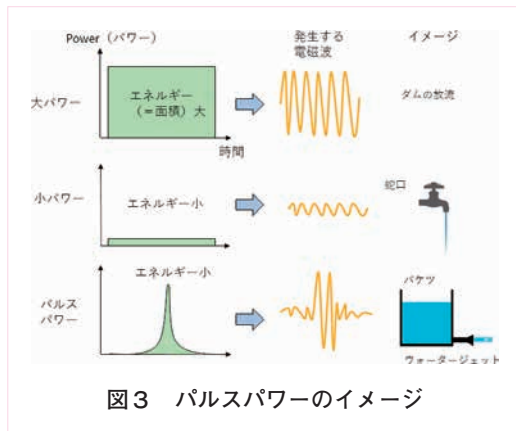 Power（パワー）
発生する
電磁波
イメージ
大パワー
エネルギー
（＝面積）大
ダムの放流
時間
小パワー
エネルギー小
蛇口
パルス
パワー
エネルギー小
バケツ
ウォータージェット
図３　パルスパワーのイメージ